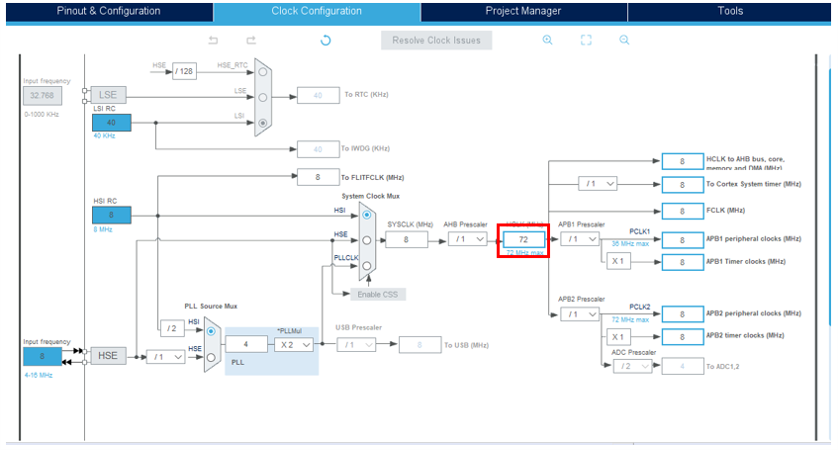 Pinout & Configuration
Clock Configuration
Project Manager
Tools
Resolve Clock Issues
HSE
/ 128
HSE_RTC
Input frequency
32.768
0-1000 KHz
LSE
LSE
40
To RTC (KHz)
LSI RC
40
40 KHz
LSI
40
To IWDG (KHz)
8
To FLITFCLK (MHz)
HSI RC
8
8 MHz
System Clock Mux
HSI
HSE
PLLCLK
SYSCLK (MHz)
8
AHB Prescaler
/ 1
HCLK (MHz)
72
72 MHz max
Enable CSS
8
HCLK to AHB bus, core,
memory and DMA (MHz)
/ 1
8
To Cortex System timer (MHz)
8
FCLK (MHz)
APB1 Prescaler
/ 1
PCLK1
36 MHz max
8
APB1 peripheral clocks (MHz)
X 1
8
APB1 Timer clocks (MHz)
APB2 Prescaler
/ 1
PCLK2
72 MHz max
8
APB2 peripheral clocks (MHz)
X 1
8
APB2 timer clocks (MHz)
ADC Prescaler
/ 2
4
To ADC1,2
PLL Source Mux
HSI
/ 2
HSE
Input frequency
8
4-16 MHz
HSE
/ 1
4
*PLLMul
X 2
PLL
USB Prescaler
/ 1
8
To USB (MHz)